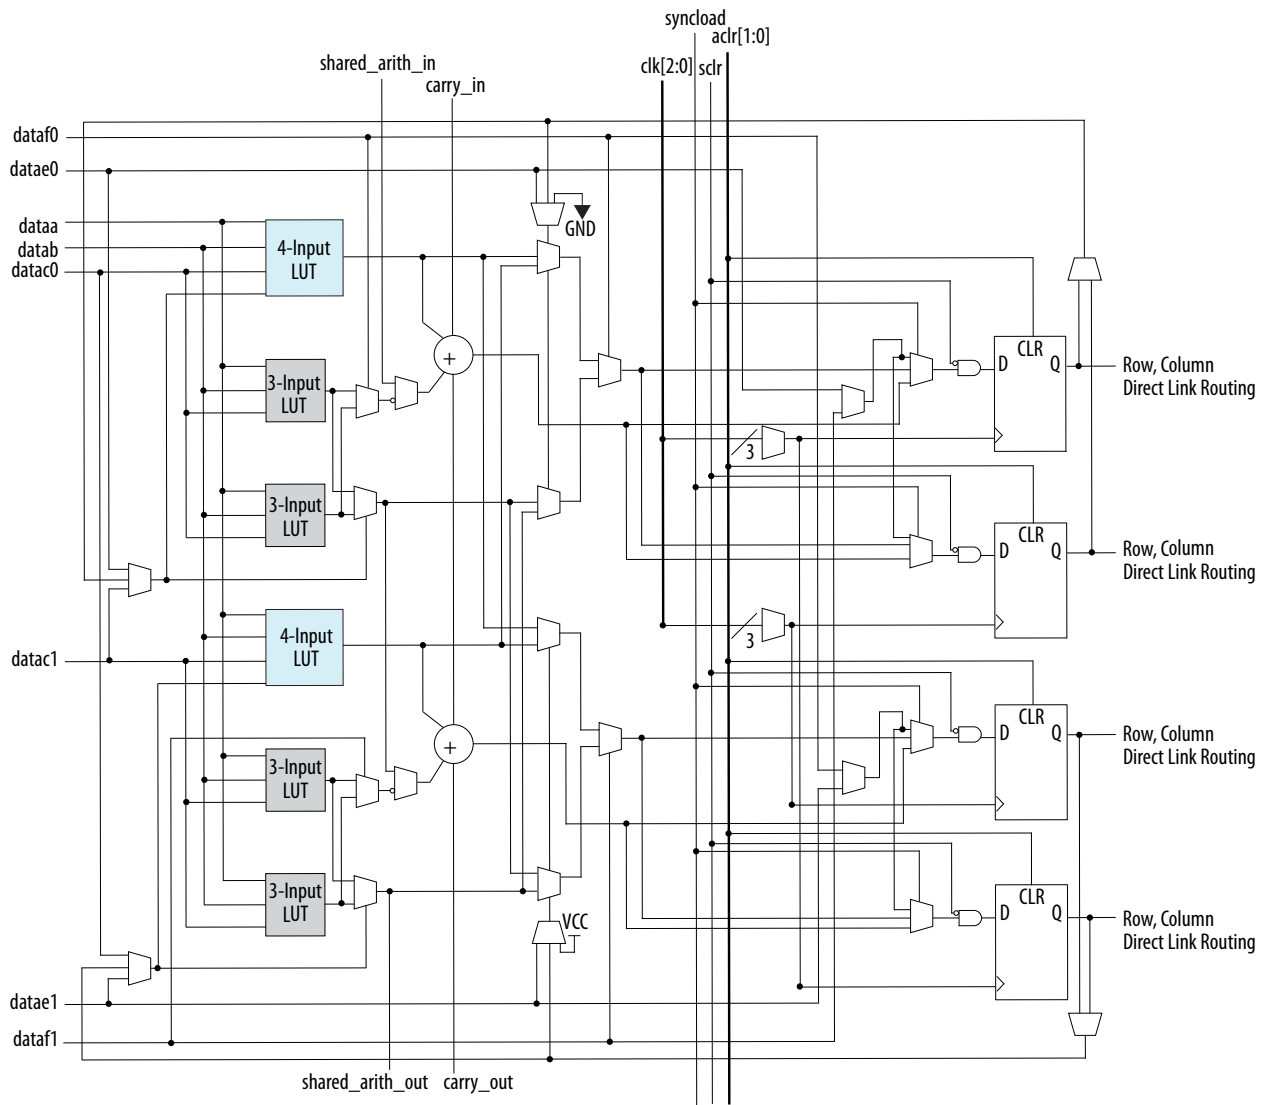 syncload
aclr[1:0]
shared_arith_in
clk[2:0]
sclr
carry_in
dataf0
datae0
dataa
GND
datab
4-Input
LUT
datac0
CLR
D
Q
+
Row, Column
Direct Link Routing
3-Input
LUT
3
3-Input
LUT
CLR
D
Q
Row, Column
Direct Link Routing
4-Input
LUT
3
datac1
CLR
D
Q
Row, Column
Direct Link Routing
+
3-Input
LUT
3-Input
LUT
CLR
D
Q
Row, Column
Direct Link Routing
VCC
datae1
dataf1
shared_arith_out
carry_out